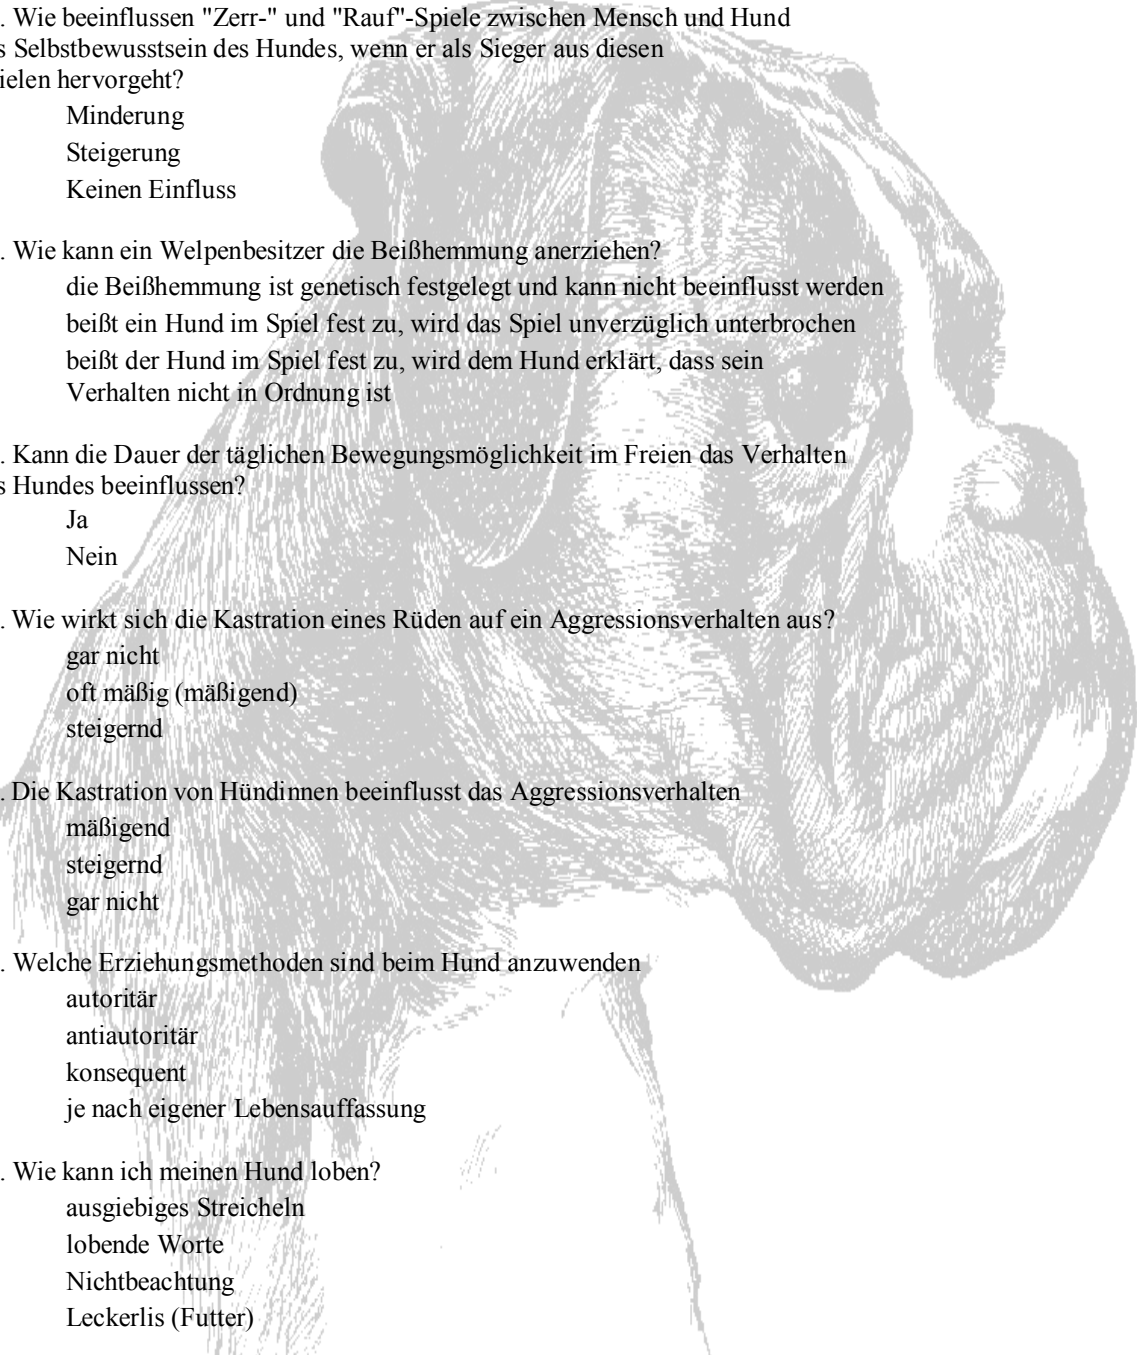 . Wie beeinflussen "Zerr-" und "Rauf"-Spiele zwischen Mensch und Hund
s Selbstbewusstsein des Hundes, wenn er als Sieger aus diesen
ielen hervorgeht?
Minderung
Steigerung
Keinen Einfluss
. Wie kann ein Welpenbesitzer die Beißhemmung anerziehen?
die Beißhemmung ist genetisch festgelegt und kann nicht beeinflusst werden
beißt ein Hund im Spiel fest zu, wird das Spiel unverzüglich unterbrochen
beißt der Hund im Spiel fest zu, wird dem Hund erklärt, dass sein
Verhalten nicht in Ordnung ist
. Kann die Dauer der täglichen Bewegungsmöglichkeit im Freien das Verhalten
s Hundes beeinflussen?
Ja
Nein
. Wie wirkt sich die Kastration eines Rüden auf ein Aggressionsverhalten aus?
gar nicht
oft mäßig (mäßigend)
steigernd
. Die Kastration von Hündinnen beeinflusst das Aggressionsverhalten
mäßigend
steigernd
gar nicht
. Welche Erziehungsmethoden sind beim Hund anzuwenden
autoritär
antiautoritär
konsequent
je nach eigener Lebensauffassung
. Wie kann ich meinen Hund loben?
ausgiebiges Streicheln
lobende Worte
Nichtbeachtung
Leckerlis (Futter)